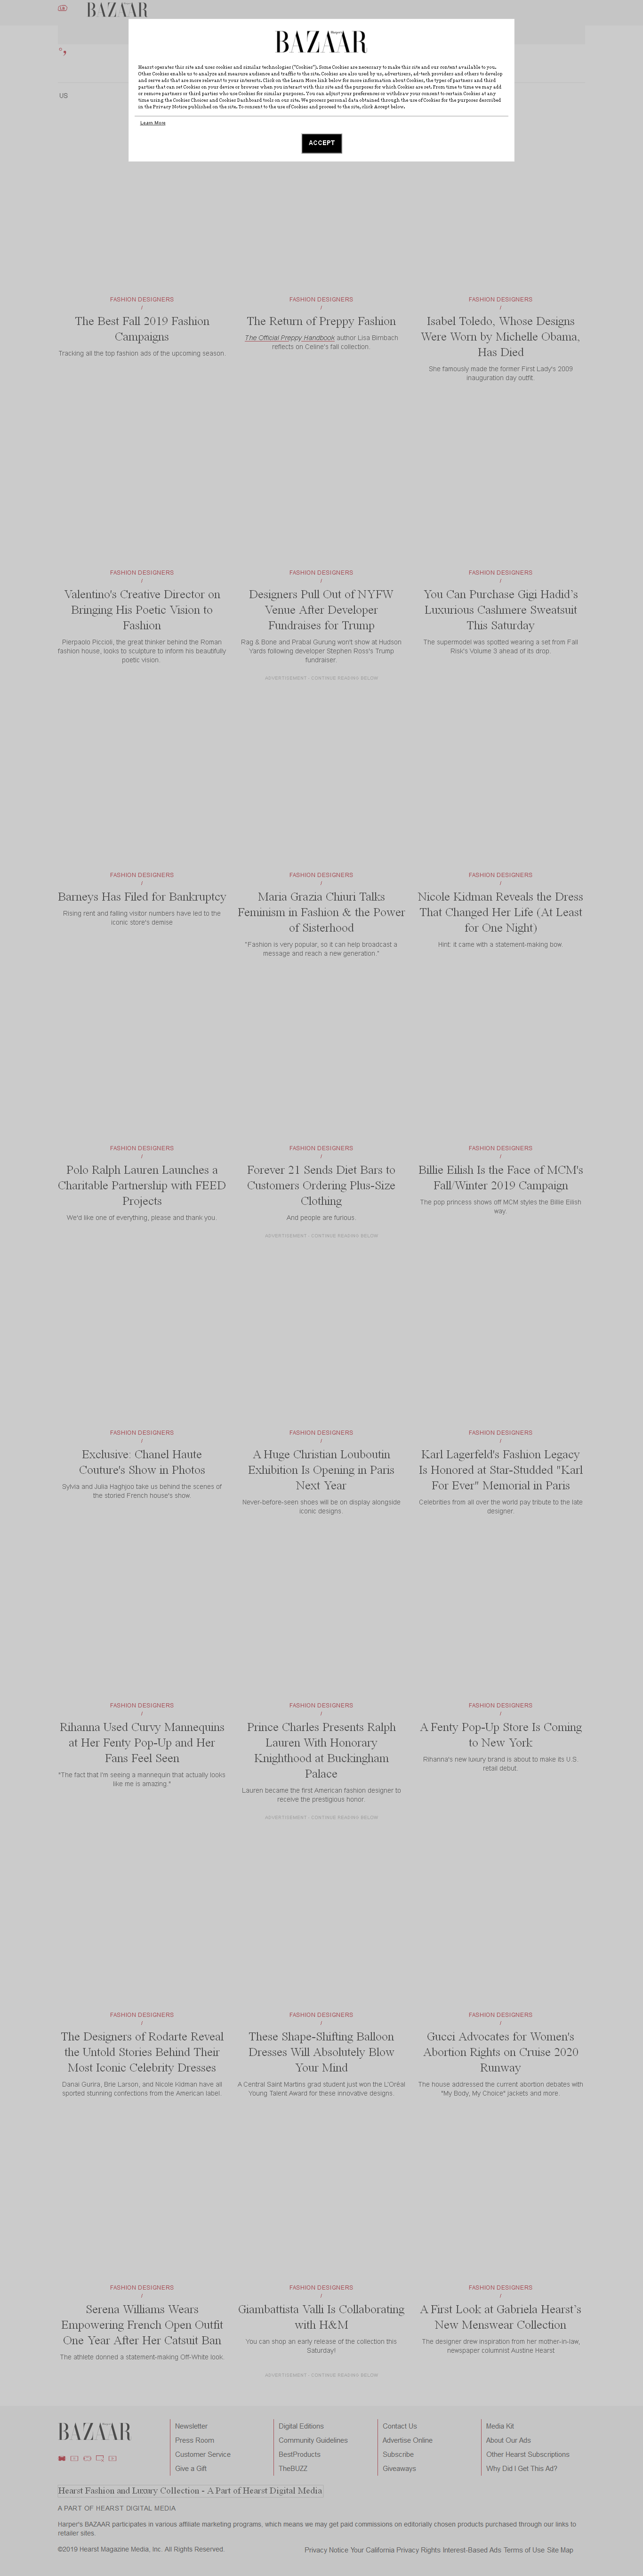 BAZAAR
US
BAZAAR
Hearst operates this site and uses cookies and similar technologies ("Cookies"). Some Cookies are necessary to make this site and our content available to you.
Other Cookies enable us to analyze and measure audience and traffic to the site. Cookies are also used by us, advertisers, ad-tech providers and others to develop
and serve ads that are more relevant to your interests. Click on the Learn More link below for more information about Cookies, the types of partners and third
parties that can set Cookies on your device or browser when you interact with this site and the purpose for which Cookies are set. From time to time we may add
or remove partners or third parties who use Cookies for similar purposes. You can adjust your preferences or withdraw your consent to certain Cookies at any
time using the Cookies Choices and Cookies Dashboard tools on our site. We process personal data obtained through the use of Cookies for the purposes described
in the Privacy Notice published on the site. To consent to the use of Cookies and proceed to the site, click Accept below.
Learn More
ACCEPT
FASHION DESIGNERS
/
The Best Fall 2019 Fashion
Campaigns
Tracking all the top fashion ads of the upcoming season.
FASHION DESIGNERS
/
The Return of Preppy Fashion
The Official Preppy Handbook author Lisa Birnbach
reflects on Celine's fall collection.
FASHION DESIGNERS
/
Isabel Toledo, Whose Designs
Were Worn by Michelle Obama,
Has Died
She famously made the former First Lady's 2009
inauguration day outfit.
FASHION DESIGNERS
/
Valentino's Creative Director on
Bringing His Poetic Vision to
Fashion
Pierpaolo Piccioli, the great thinker behind the Roman
fashion house, looks to sculpture to inform his beautifully
poetic vision.
FASHION DESIGNERS
/
Designers Pull Out of NYFW
Venue After Developer
Fundraises for Trump
Rag & Bone and Prabal Gurung won't show at Hudson
Yards following developer Stephen Ross's Trump
fundraiser.
FASHION DESIGNERS
/
You Can Purchase Gigi Hadid's
Luxurious Cashmere Sweatsuit
This Saturday
The supermodel was spotted wearing a set from Fall
Risk's Volume 3 ahead of its drop.
ADVERTISEMENT - CONTINUE READING BELOW
FASHION DESIGNERS
/
Barneys Has Filed for Bankruptcy
Rising rent and falling visitor numbers have led to the
iconic store's demise
FASHION DESIGNERS
/
Maria Grazia Chiuri Talks
Feminism in Fashion & the Power
of Sisterhood
"Fashion is very popular, so it can help broadcast a
message and reach a new generation."
FASHION DESIGNERS
/
Nicole Kidman Reveals the Dress
That Changed Her Life (At Least
for One Night)
Hint: it came with a statement-making bow.
FASHION DESIGNERS
/
Polo Ralph Lauren Launches a
Charitable Partnership with FEED
Projects
We'd like one of everything, please and thank you.
FASHION DESIGNERS
/
Forever 21 Sends Diet Bars to
Customers Ordering Plus-Size
Clothing
And people are furious.
FASHION DESIGNERS
/
Billie Eilish Is the Face of MCM's
Fall/Winter 2019 Campaign
The pop princess shows off MCM styles the Billie Eilish
way.
ADVERTISEMENT - CONTINUE READING BELOW
FASHION DESIGNERS
/
Exclusive: Chanel Haute
Couture's Show in Photos
Sylvia and Julia Haghjoo take us behind the scenes of
the storied French house's show.
FASHION DESIGNERS
/
A Huge Christian Louboutin
Exhibition Is Opening in Paris
Next Year
Never-before-seen shoes will be on display alongside
iconic designs.
FASHION DESIGNERS
/
Karl Lagerfeld's Fashion Legacy
Is Honored at Star-Studded "Karl
For Ever" Memorial in Paris
Celebrities from all over the world pay tribute to the late
designer.
FASHION DESIGNERS
/
Rihanna Used Curvy Mannequins
at Her Fenty Pop-Up and Her
Fans Feel Seen
"The fact that I'm seeing a mannequin that actually looks
like me is amazing."
FASHION DESIGNERS
/
Prince Charles Presents Ralph
Lauren With Honorary
Knighthood at Buckingham
Palace
Lauren became the first American fashion designer to
receive the prestigious honor.
FASHION DESIGNERS
/
A Fenty Pop-Up Store Is Coming
to New York
Rihanna's new luxury brand is about to make its U.S.
retail debut.
ADVERTISEMENT - CONTINUE READING BELOW
FASHION DESIGNERS
/
The Designers of Rodarte Reveal
the Untold Stories Behind Their
Most Iconic Celebrity Dresses
Danai Gurira, Brie Larson, and Nicole Kidman have all
sported stunning confections from the American label.
FASHION DESIGNERS
/
These Shape-Shifting Balloon
Dresses Will Absolutely Blow
Your Mind
A Central Saint Martins grad student just won the L'Oréal
Young Talent Award for these innovative designs.
FASHION DESIGNERS
/
Gucci Advocates for Women's
Abortion Rights on Cruise 2020
Runway
The house addressed the current abortion debates with
"My Body, My Choice" jackets and more.
FASHION DESIGNERS
/
Serena Williams Wears
Empowering French Open Outfit
One Year After Her Catsuit Ban
The athlete donned a statement-making Off-White look.
FASHION DESIGNERS
/
Giambattista Valli Is Collaborating
with H&M
You can shop an early release of the collection this
Saturday!
FASHION DESIGNERS
/
A First Look at Gabriela Hearst's
New Menswear Collection
The designer drew inspiration from her mother-in-law,
newspaper columnist Austine Hearst.
ADVERTISEMENT - CONTINUE READING BELOW
BAZAAR
Newsletter
Press Room
Customer Service
Give a Gift
Digital Editions
Community Guidelines
BestProducts
TheBUZZ
Contact Us
Advertise Online
Subscribe
Giveaways
Media Kit
About Our Ads
Other Hearst Subscriptions
Why Did I Get This Ad?
Hearst Fashion and Luxury Collection - A Part of Hearst Digital Media
A PART OF HEARST DIGITAL MEDIA
Harper's BAZAAR participates in various affiliate marketing programs, which means we may get paid commissions on editorially chosen products purchased through our links to
retailer sites.
©2019 Hearst Magazine Media, Inc. All Rights Reserved.
Privacy Notice Your California Privacy Rights Interest-Based Ads Terms of Use Site Map